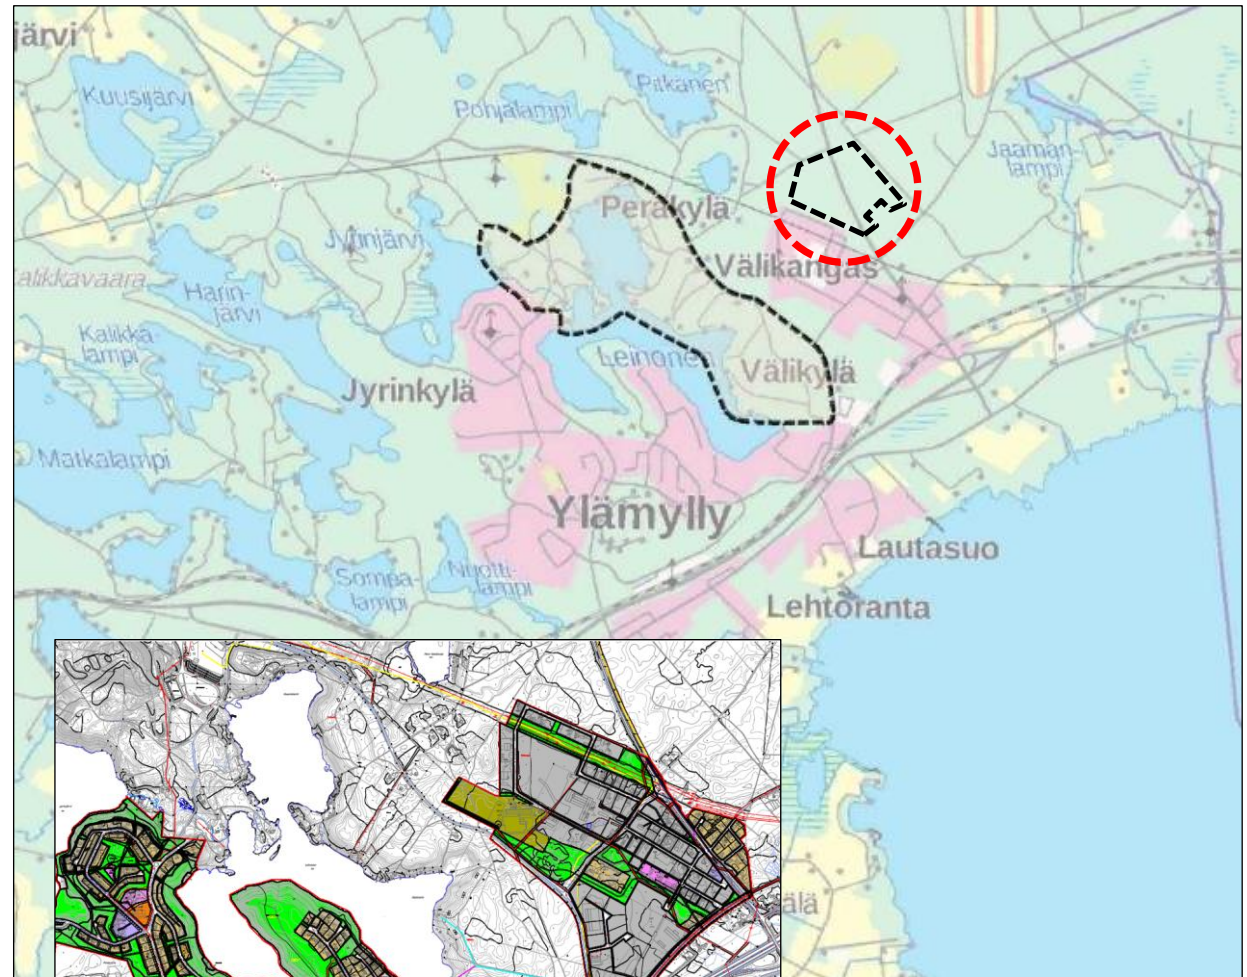 järvi
Kuusijärvi
Pitkänen
Pohjalampi
Jaaman-
lampi
Peräkylä
Jyrinjärvi
Välikangas
alikkavaara
Harin-
järvi
Kalikka-
lampi
Leinonen
Välikylä
Jyrinkylä
Matkalampi
Ylämylly
Lautasuo
Sompa-
lampi
Nuotti-
lampi
Lehtoranta
älä